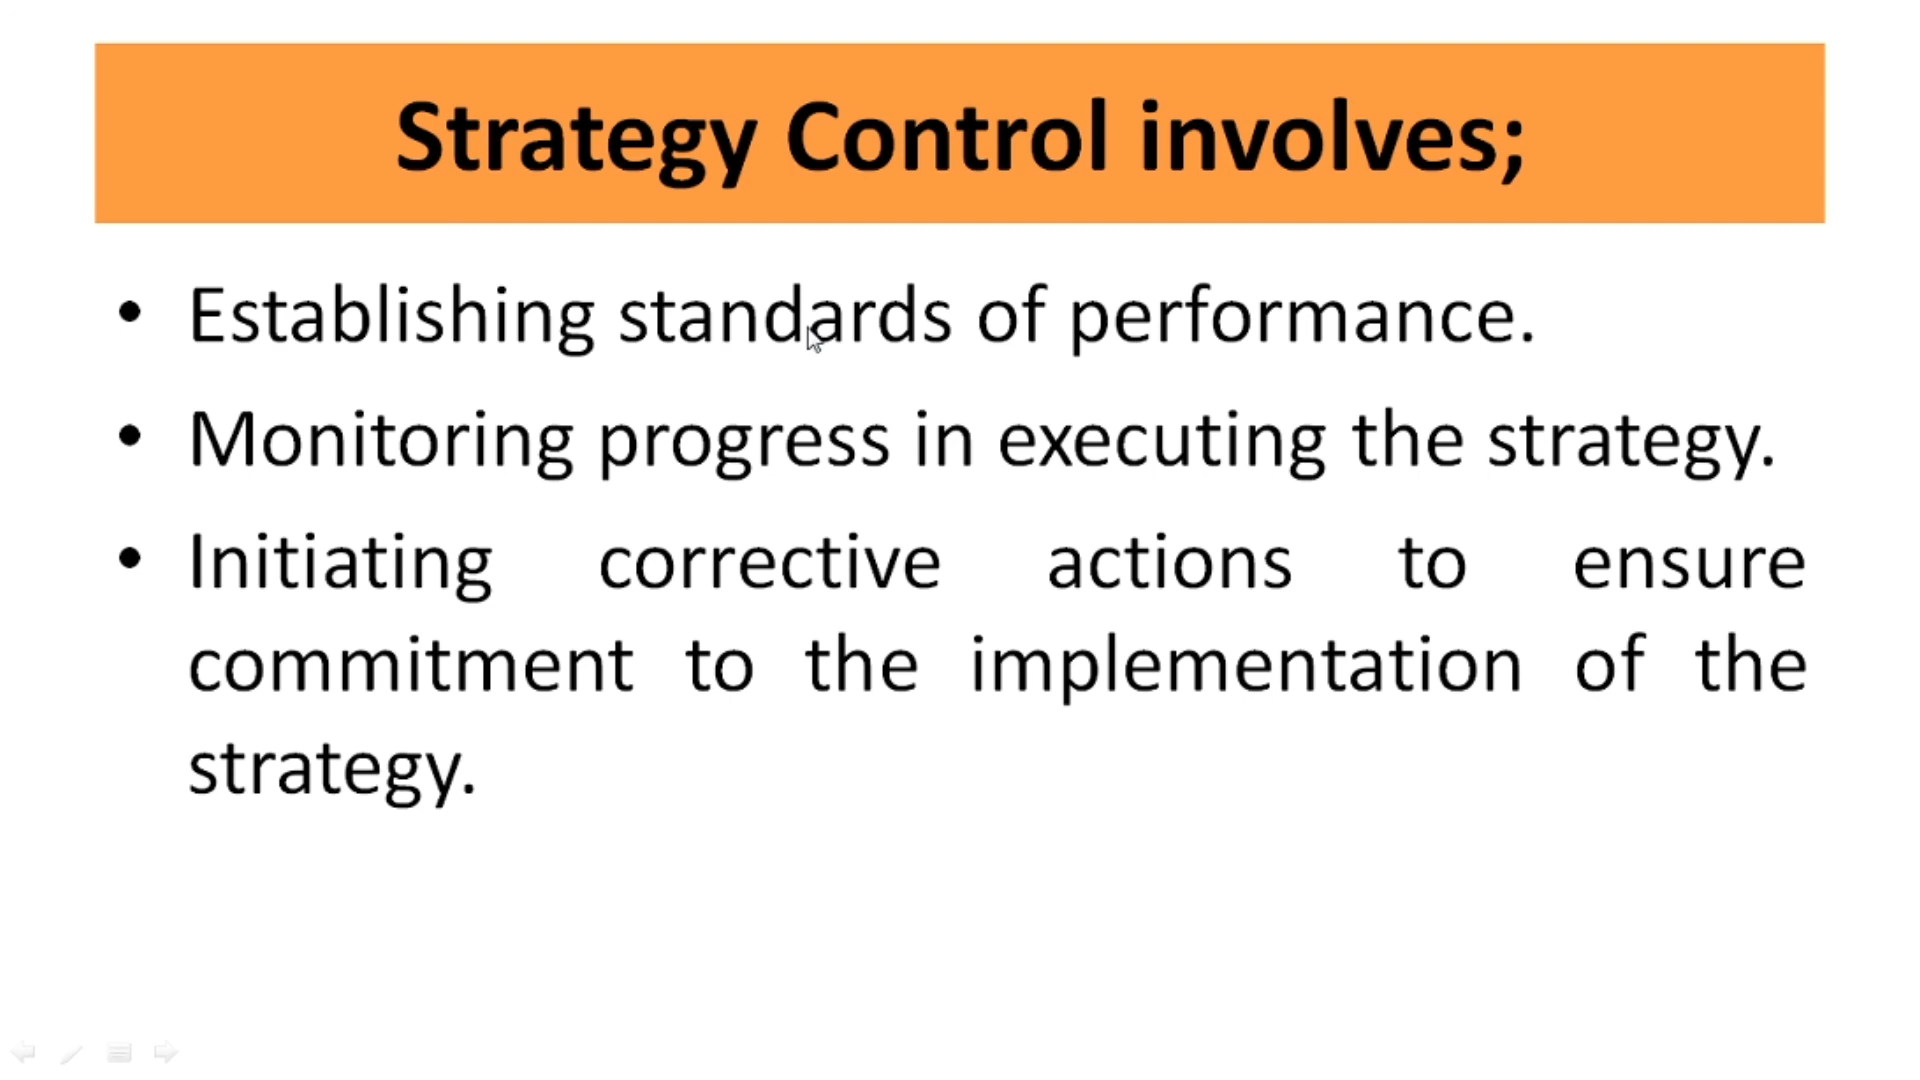 Strategy Control involves;
• Establishing standards of performance.
• Monitoring progress in executing the strategy.
• Initiating corrective actions to ensure
commitment to the implementation of the
strategy.